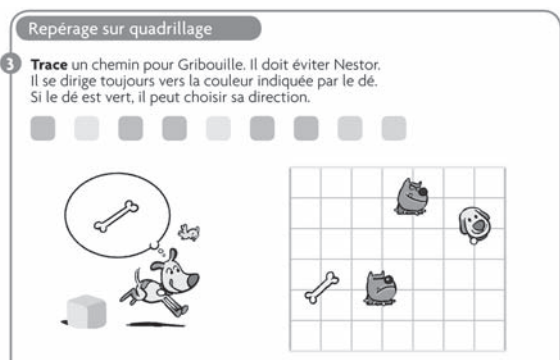 Repérage sur quadrillage
3 Trace un chemin pour Gribouille. Il doit éviter Nestor.
Il se dirige toujours vers la couleur indiquée par le dé.
Si le dé est vert, il peut choisir sa direction.